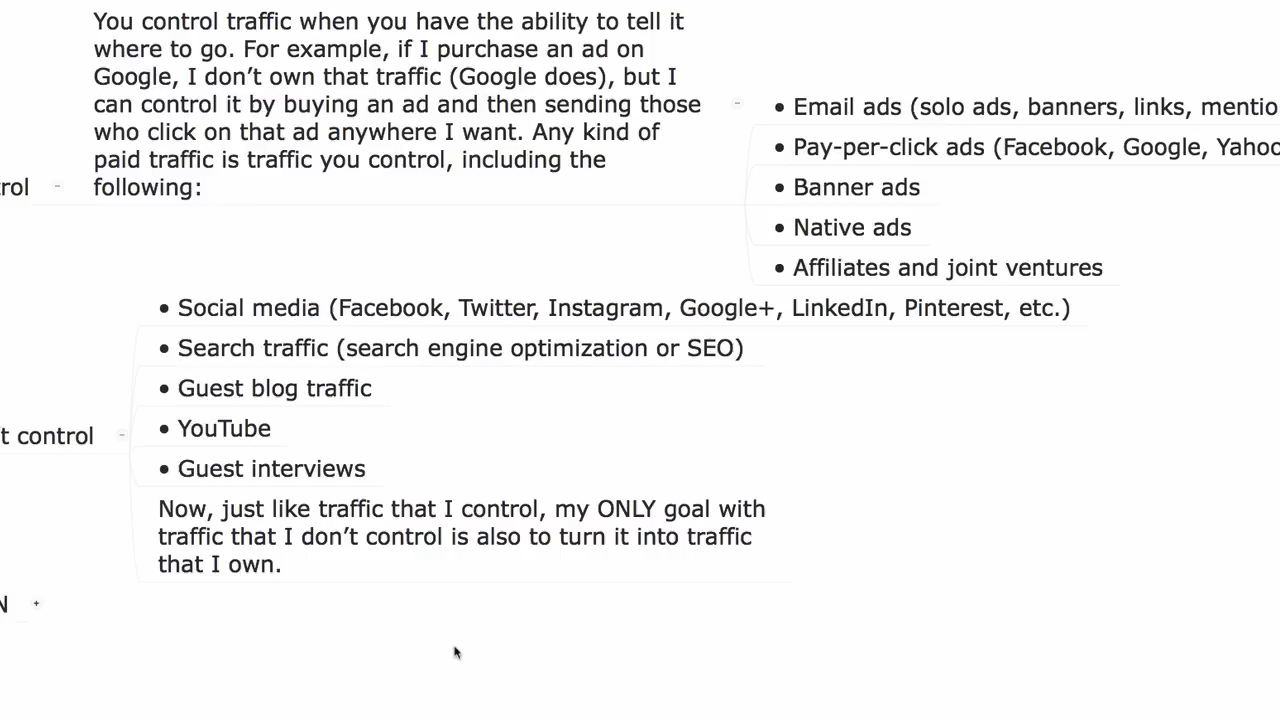 You control traffic when you have the ability to tell it
where to go. For example, if I purchase an ad on
Google, I don’t own that traffic (Google does), but I
can control it by buying an ad and then sending those
who click on that ad anywhere I want. Any kind of
paid traffic is traffic you control, including the
following:
• Email ads (solo ads, banners, links, mentio
• Pay-per-click ads (Facebook, Google, Yahoo
• Banner ads
• Native ads
• Affiliates and joint ventures
rol
• Social media (Facebook, Twitter, Instagram, Google+, LinkedIn, Pinterest, etc.)
• Search traffic (search engine optimization or SEO)
• Guest blog traffic
• YouTube
• Guest interviews
t control
Now, just like traffic that I control, my ONLY goal with
traffic that I don’t control is also to turn it into traffic
that I own.
N